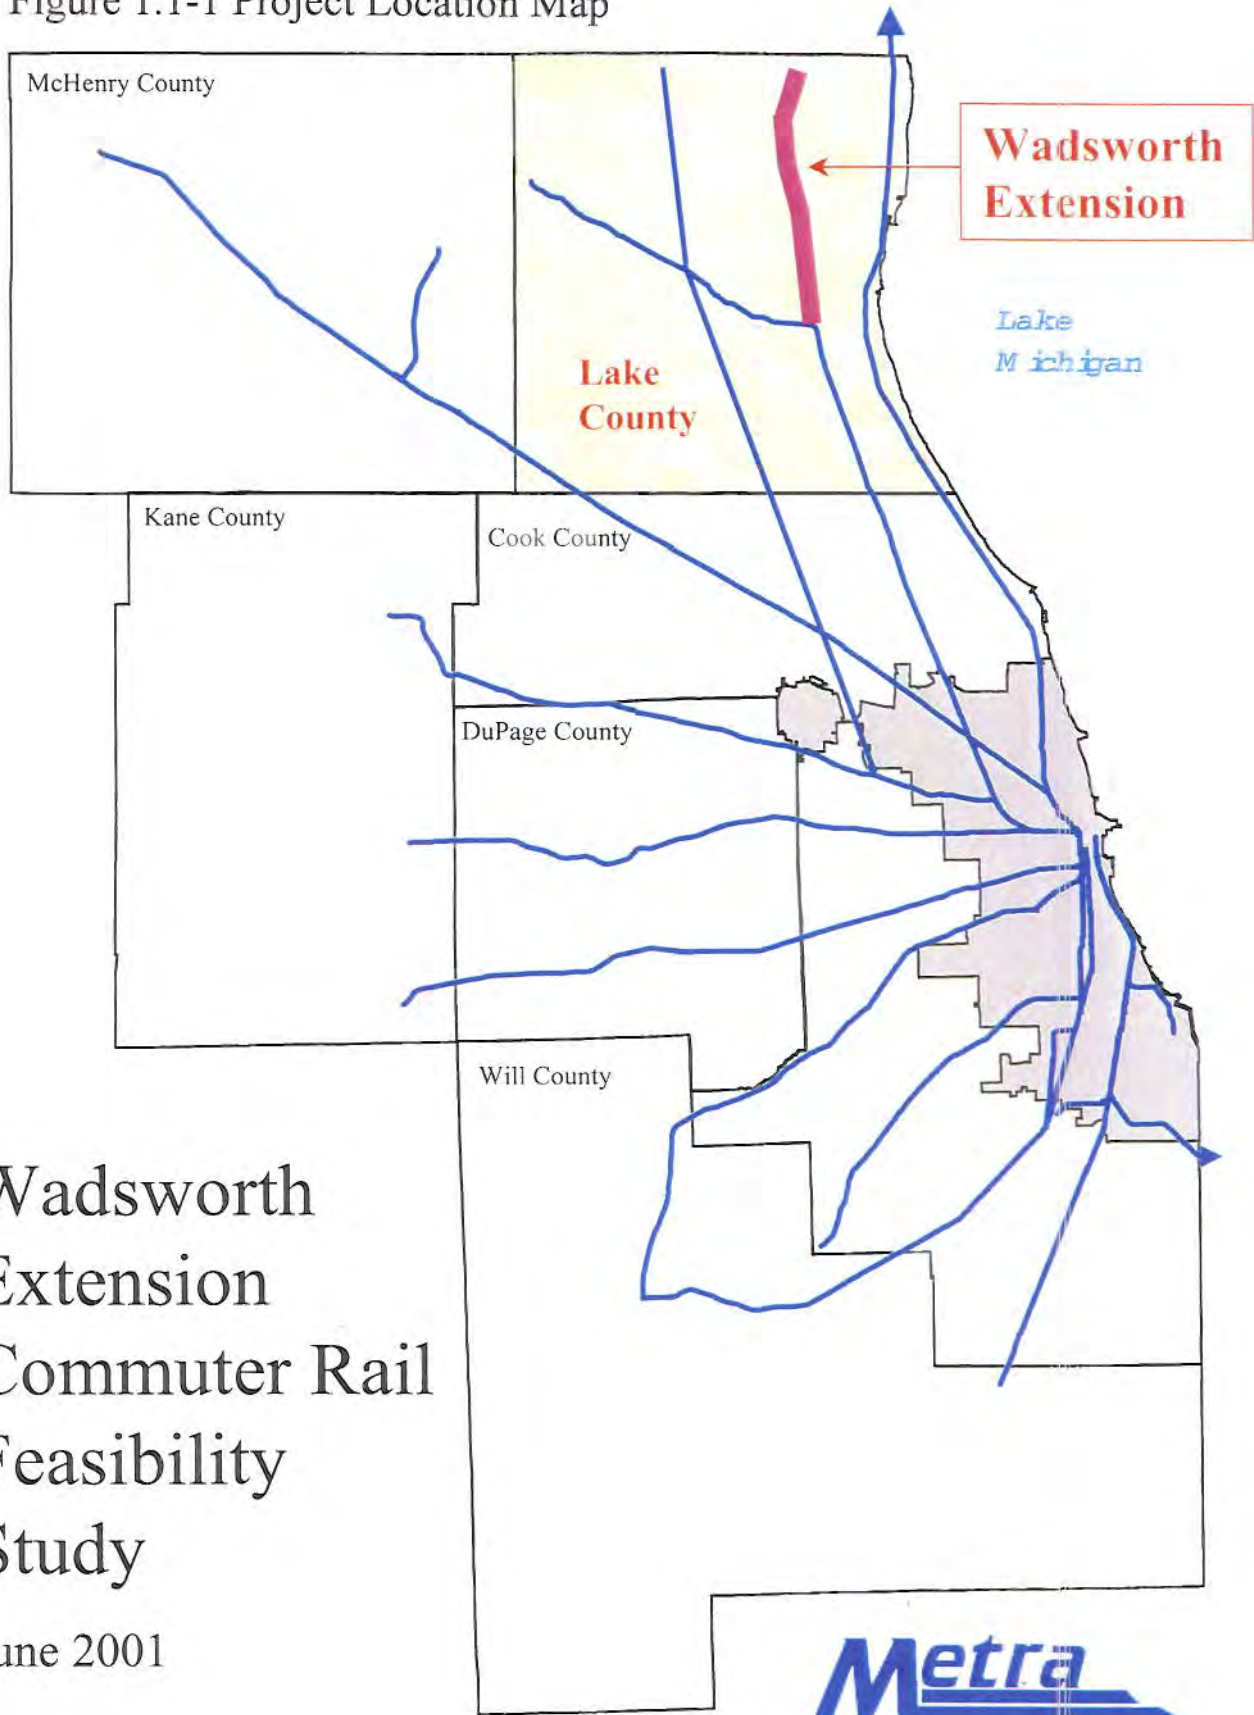 Figure 1.1-1 Project Location Map
McHenry County
Wadsworth
Extension
Lake
Michigan
Lake
County
Kane County
Cook County
DuPage County
Will County
Wadsworth
Extension
Commuter Rail
Feasibility
Study
June 2001
Metra